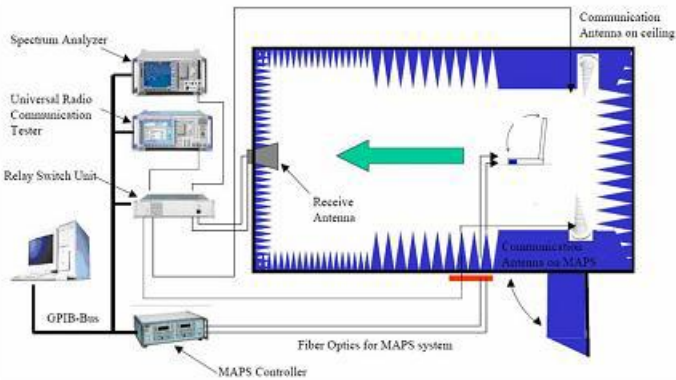 Spectrum Analyzer
Universal Radio
Communication
Tester
Relay Switch Unit
GPIB-Bus
MAPS Controller
Fiber Optics for MAPS system
Receive
Antenna
Communication
Antenna on ceiling
Communication
Antenna on MAPS